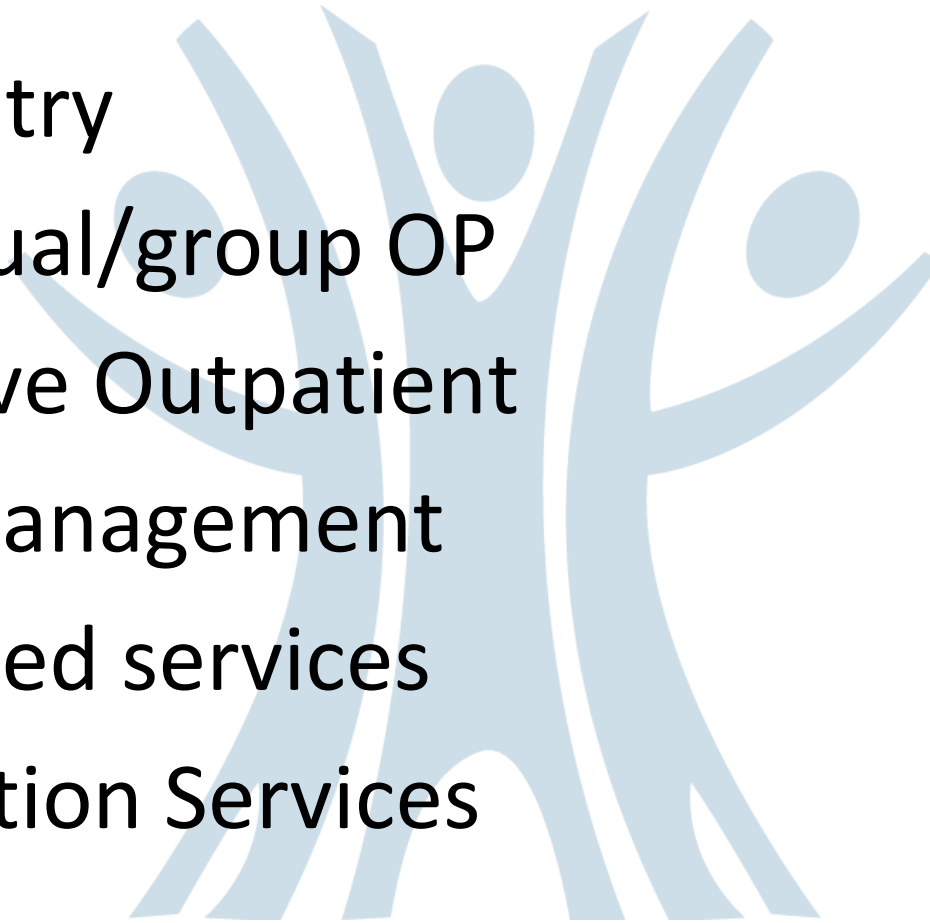 try
ual/group OP
ve Outpatient
anagement
ed services
tion Services